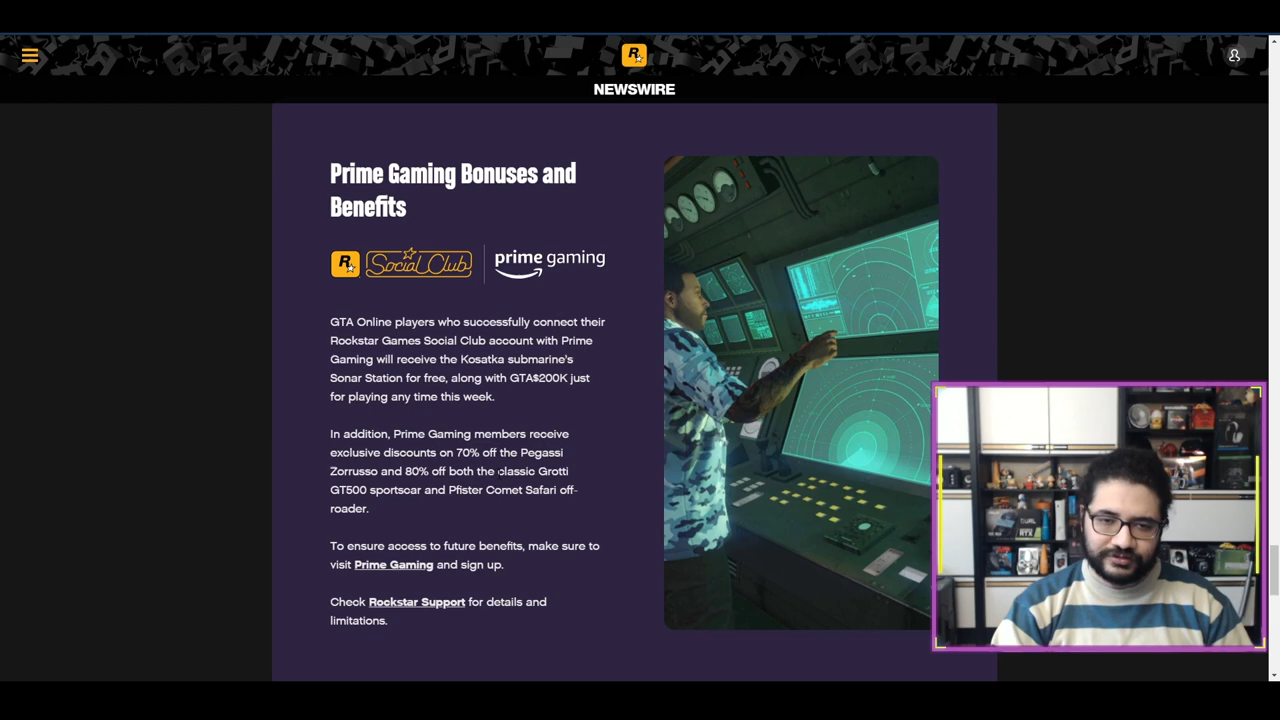 NEWSWIRE
Prime Gaming Bonuses and
Benefits
R
Social Club
prime gaming
GTA Online players who successfully connect their
Rockstar Games Social Club account with Prime
Gaming will receive the Kosatka submarine's
Sonar Station for free, along with GTA$200K just
for playing any time this week.
In addition, Prime Gaming members receive
exclusive discounts on 70% off the Pegassi
Zorrusso and 80% off both the classic Grotti
GT500 sportscar and Pfister Comet Safari off-
roader.
To ensure access to future benefits, make sure to
visit Prime Gaming and sign up.
Check Rockstar Support for details and
limitations.